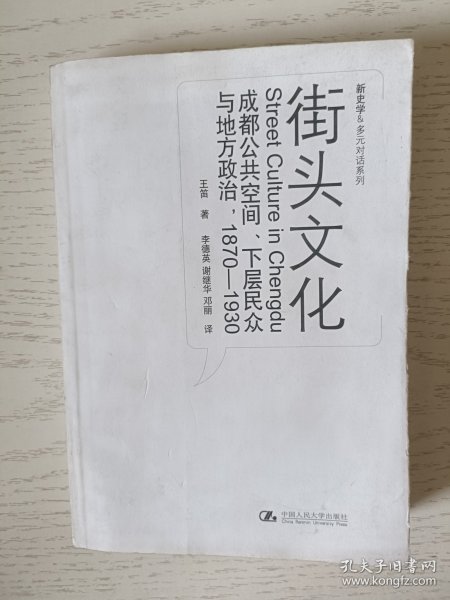 新史学&多元对话系列
街头文化
Street Culture in Chengdu
成都公共空间、下层民众
与地方政治，1870—1930
王笛 著
李德英 谢继华 邓丽 译
中国人民大学出版社
China Renmin University Press
孔夫子旧书网
www.kongfz.com